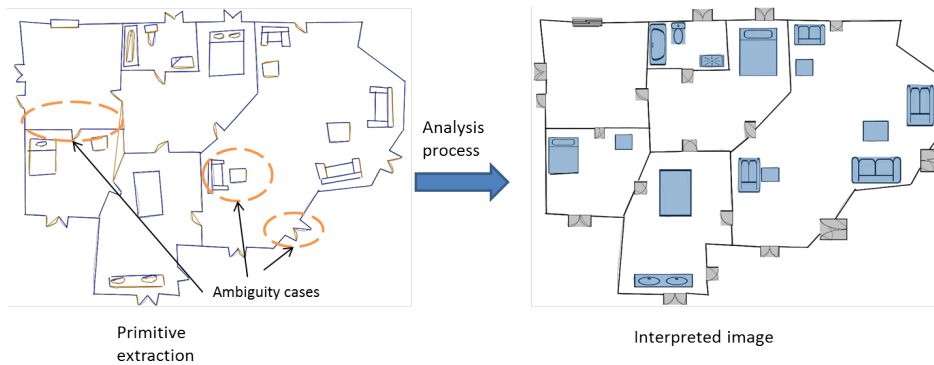 Analysis
process
Ambiguity cases
Primitive
extraction
Interpreted image